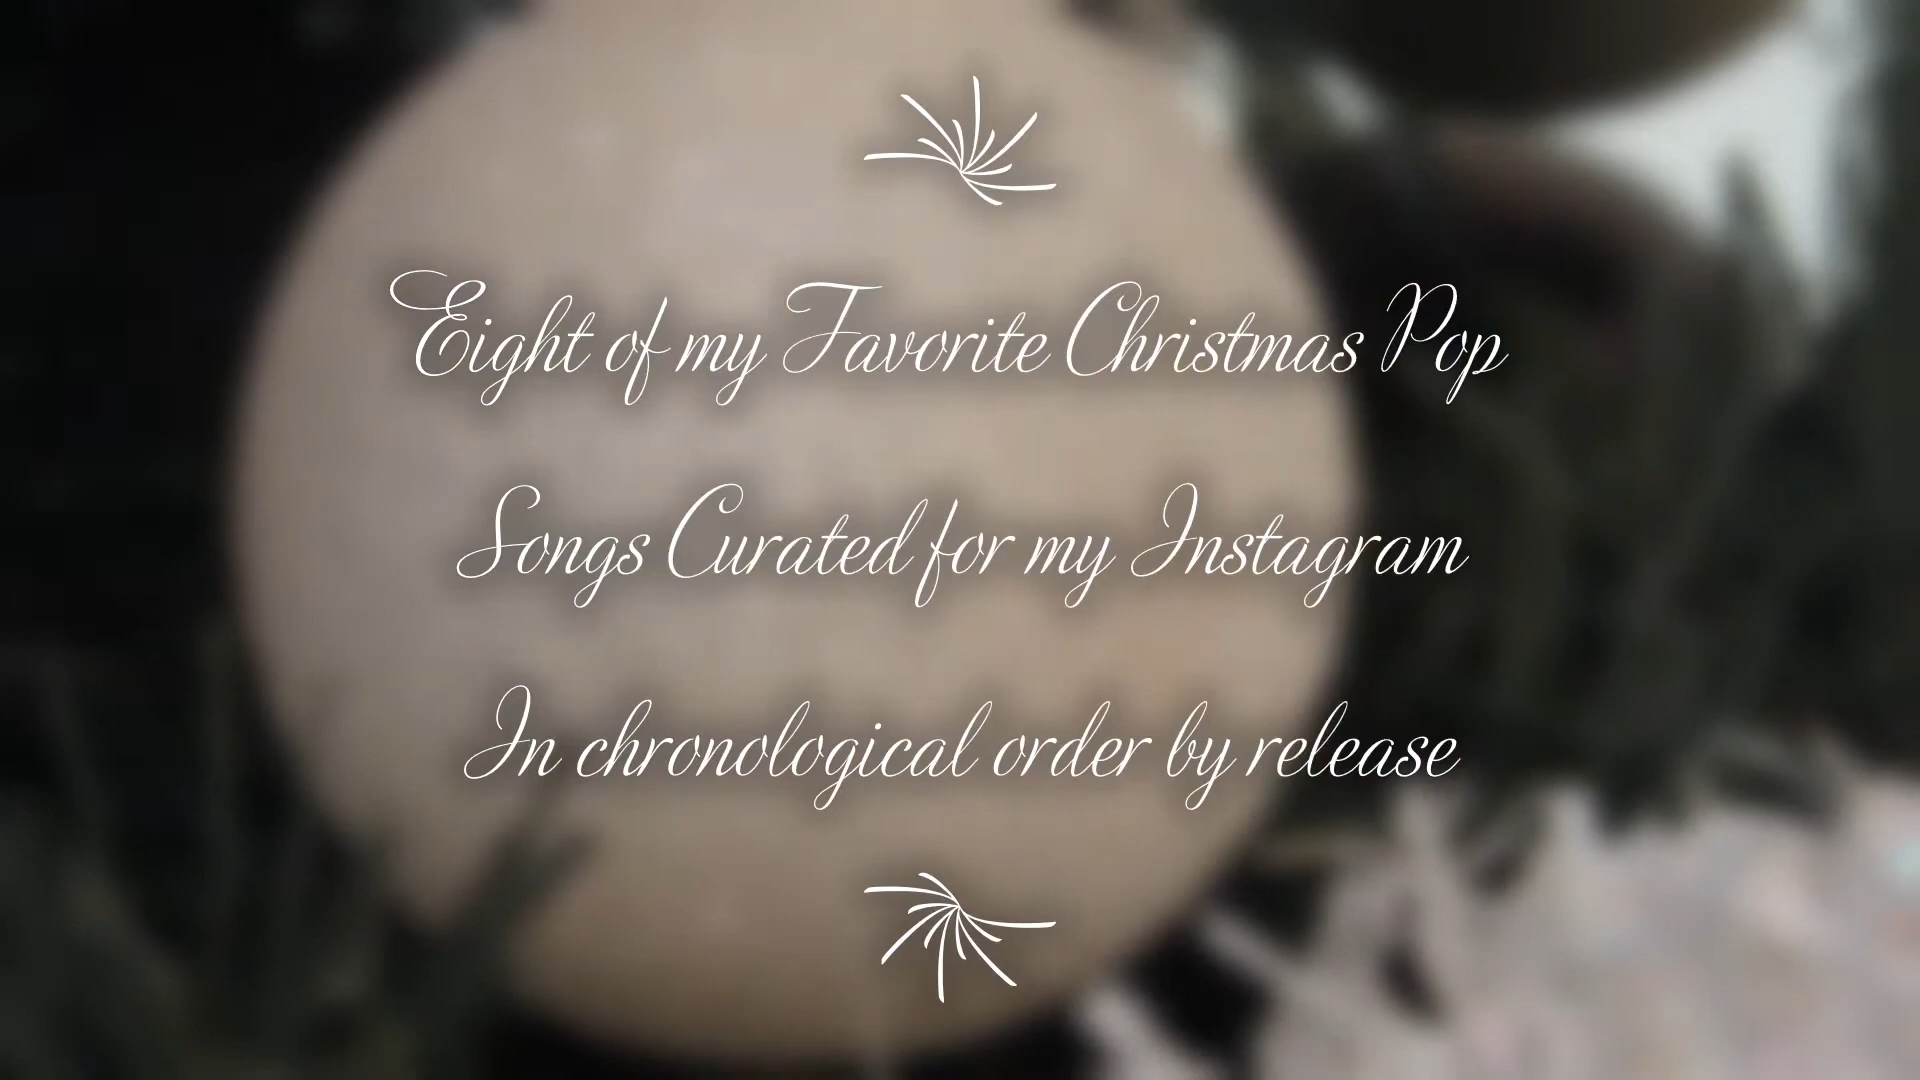 Eight of my Favorite Christmas Pop
Songs Curated for my Instagram
In chronological order by release